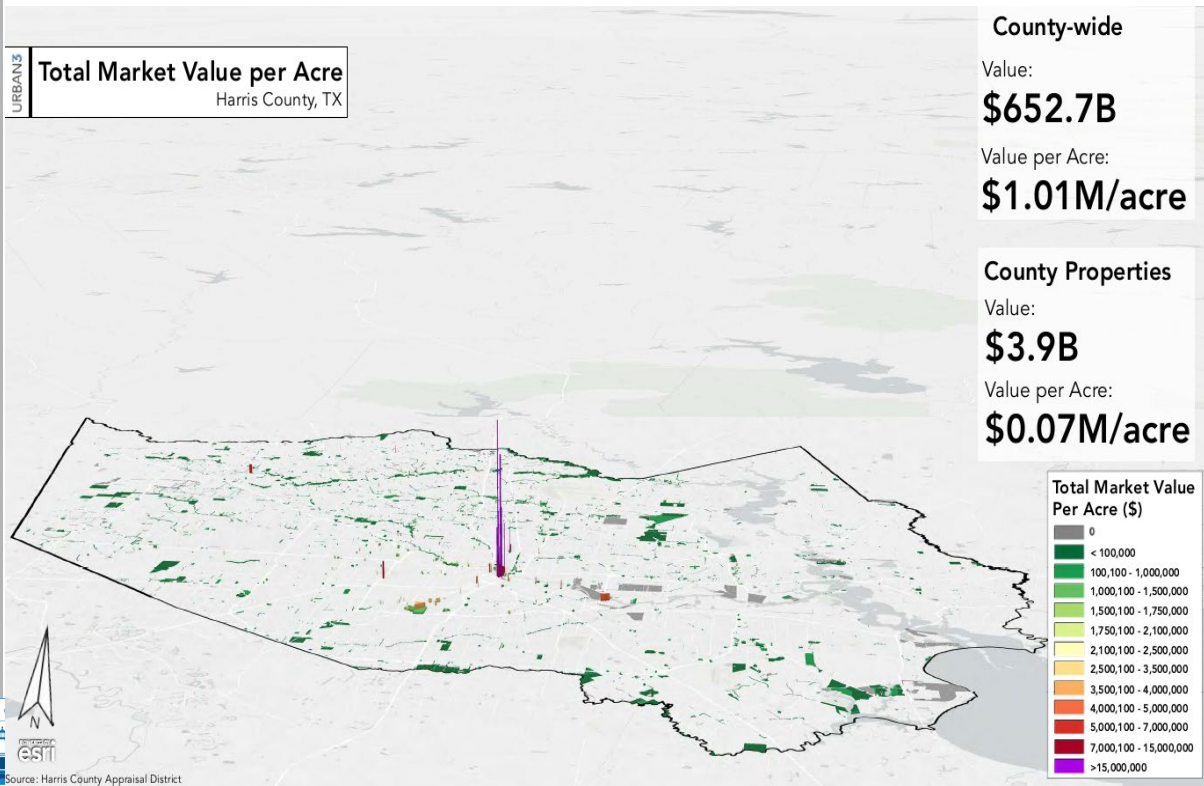 URBAN3
Total Market Value per Acre
Harris County, TX
County-wide
Value:
$652.7B
Value per Acre:
$1.01M/acre
County Properties
Value:
$3.9B
Value per Acre:
$0.07M/acre
Total Market Value
Per Acre ($)
0
< 100,000
100,100 - 1,000,000
1,000,100 - 1,500,000
1,500,100 - 1,750,000
1,750,100 - 2,100,000
2,100,100 - 2,500,000
2,500,100 - 3,500,000
3,500,100 - 4,000,000
4,000,100 - 5,000,000
5,000,100 - 7,000,000
7,000,100 - 15,000,000
>15,000,000
N
esri
Source: Harris County Appraisal District